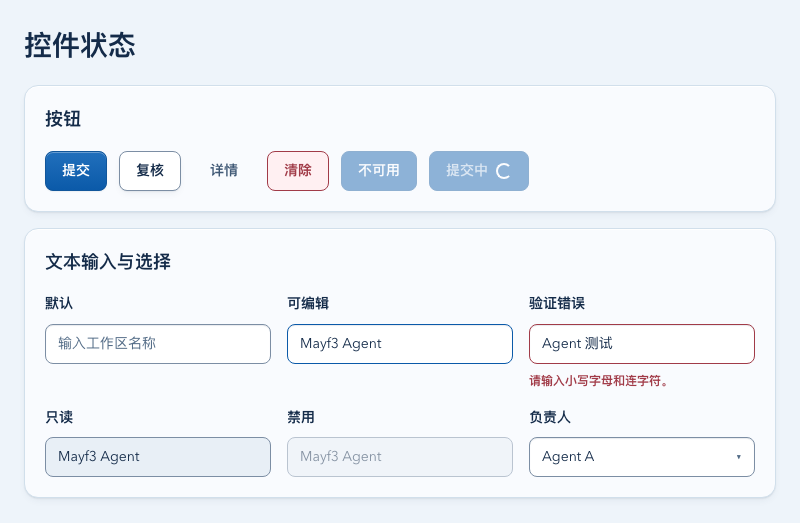 控件状态
按钮
提交 复核 详情 清除 不可用 提交中
文本输入与选择
默认 可编辑 验证错误
输入工作区名称 Mayf3 Agent Agent 测试
请输入小写字母和连字符。
只读 禁用 负责人
Mayf3 Agent Mayf3 Agent Agent A